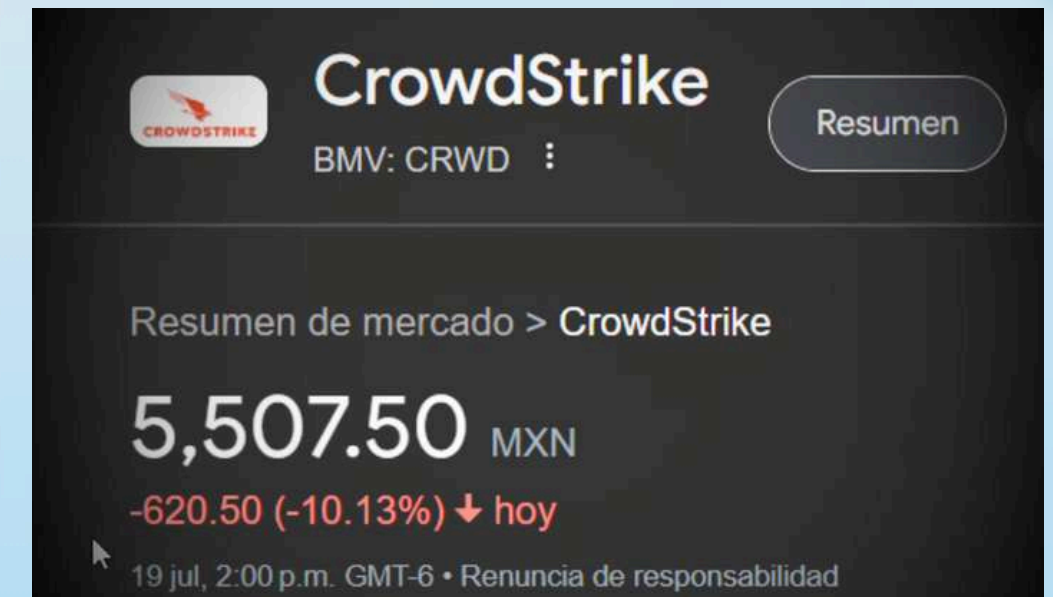 CrowdStrike
CROWDSTRIKE
BMV: CRWD
Resumen
Resumen de mercado > CrowdStrike
5,507.50 MXN
-620.50 (-10.13%) ↓ hoy
19 jul, 2:00 p.m. GMT-6 • Renuncia de responsabilidad